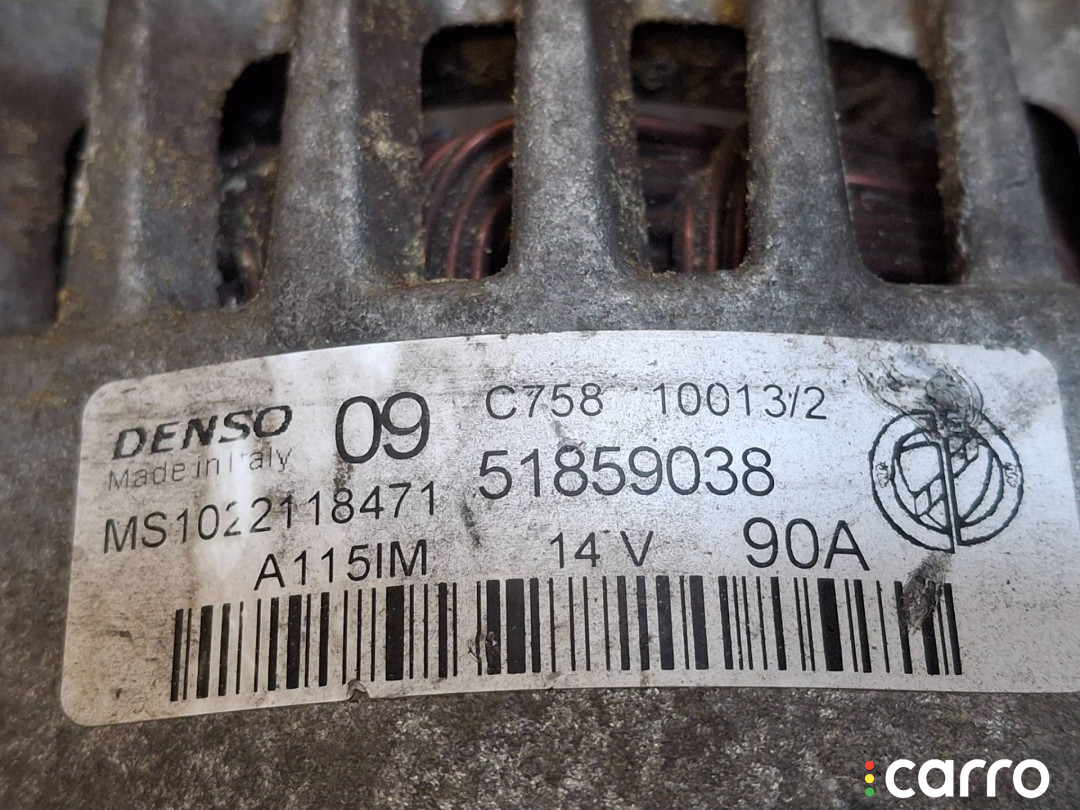 DENSO 09 C758 10013/2
Made in Italy 51859038
MS1022118471
A115IM 14 V 90A
carro